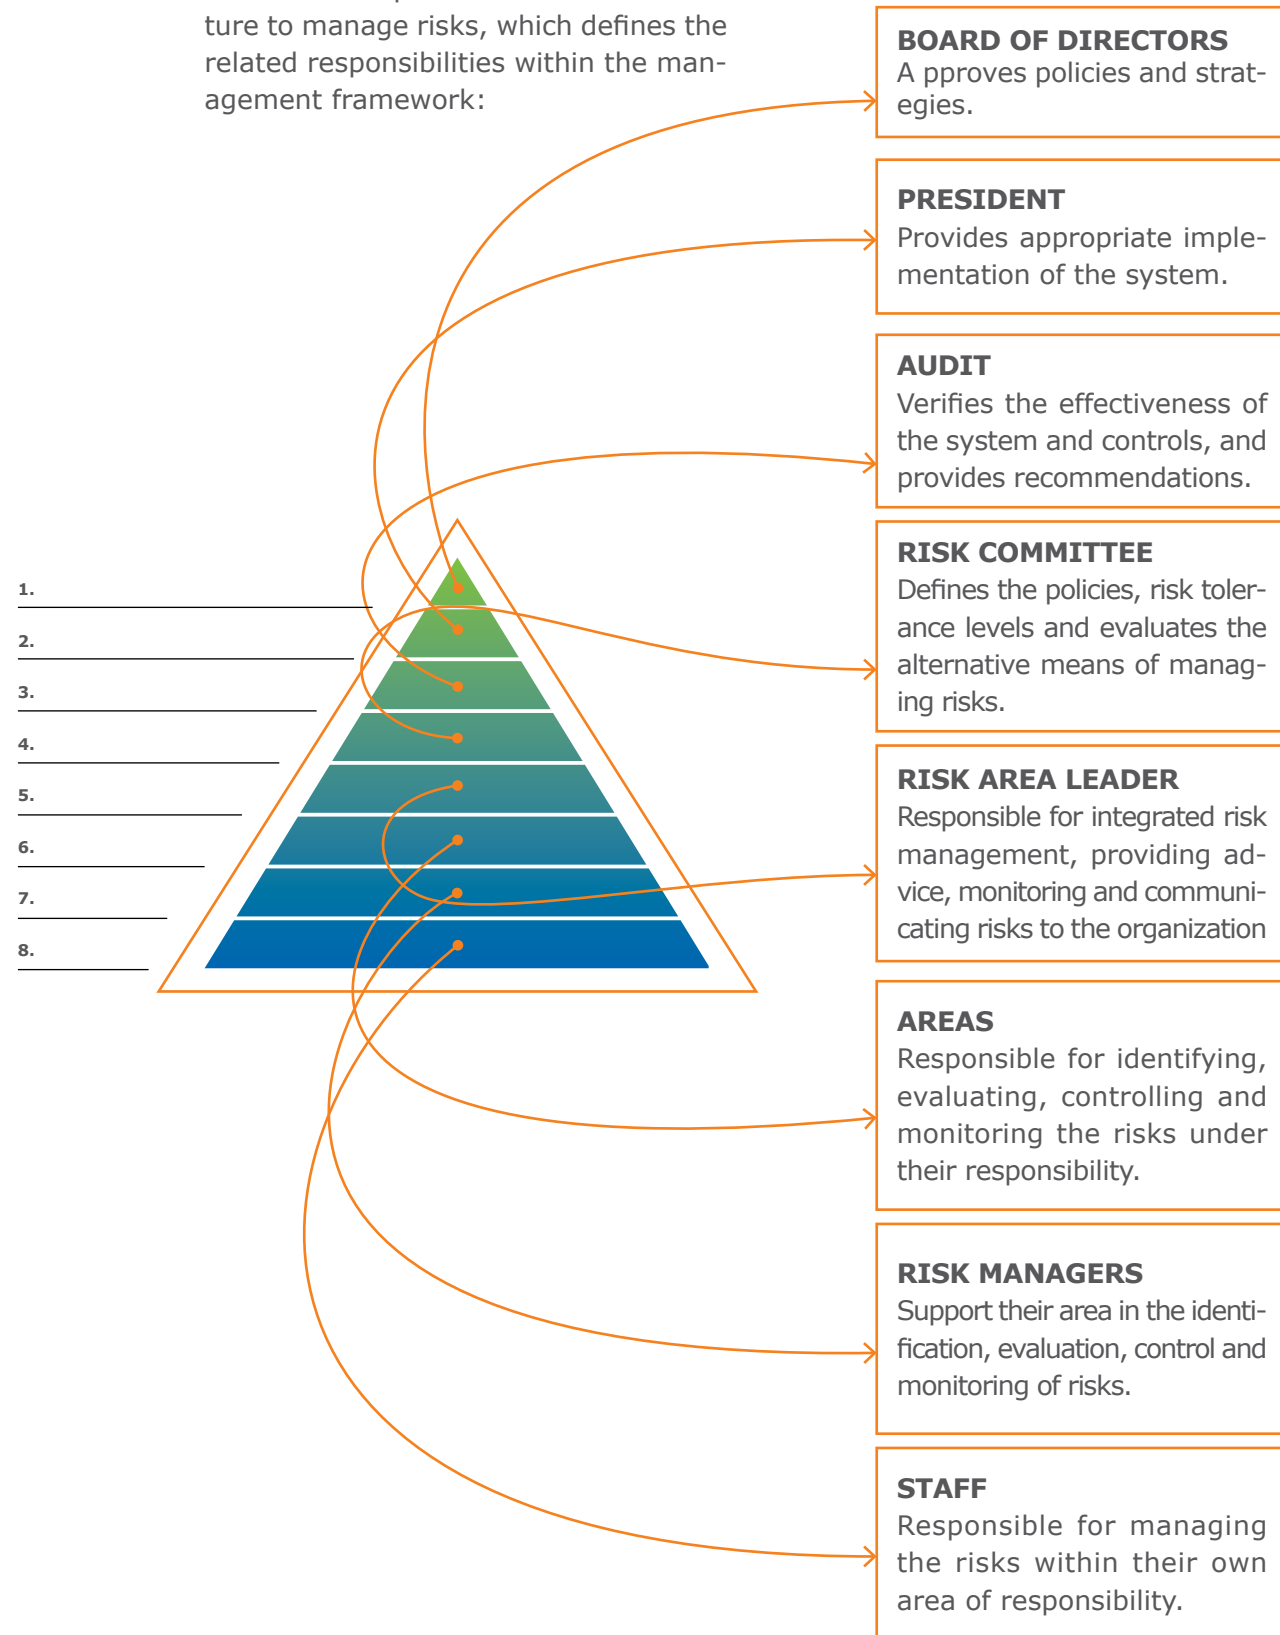 ture to manage risks, which defines the
related responsibilities within the man-
agement framework:
BOARD OF DIRECTORS
A pproves policies and strat-
egies.
PRESIDENT
Provides appropriate imple-
mentation of the system.
AUDIT
Verifies the effectiveness of
the system and controls, and
provides recommendations.
RISK COMMITTEE
Defines the policies, risk toler-
ance levels and evaluates the
alternative means of manag-
ing risks.
RISK AREA LEADER
Responsible for integrated risk
management, providing ad-
vice, monitoring and communi-
cating risks to the organization
AREAS
Responsible for identifying,
evaluating, controlling and
monitoring the risks under
their responsibility.
RISK MANAGERS
Support their area in the identi-
fication, evaluation, control and
monitoring of risks.
STAFF
Responsible for managing
the risks within their own
area of responsibility.
1.
2.
3.
4.
5.
6.
7.
8.